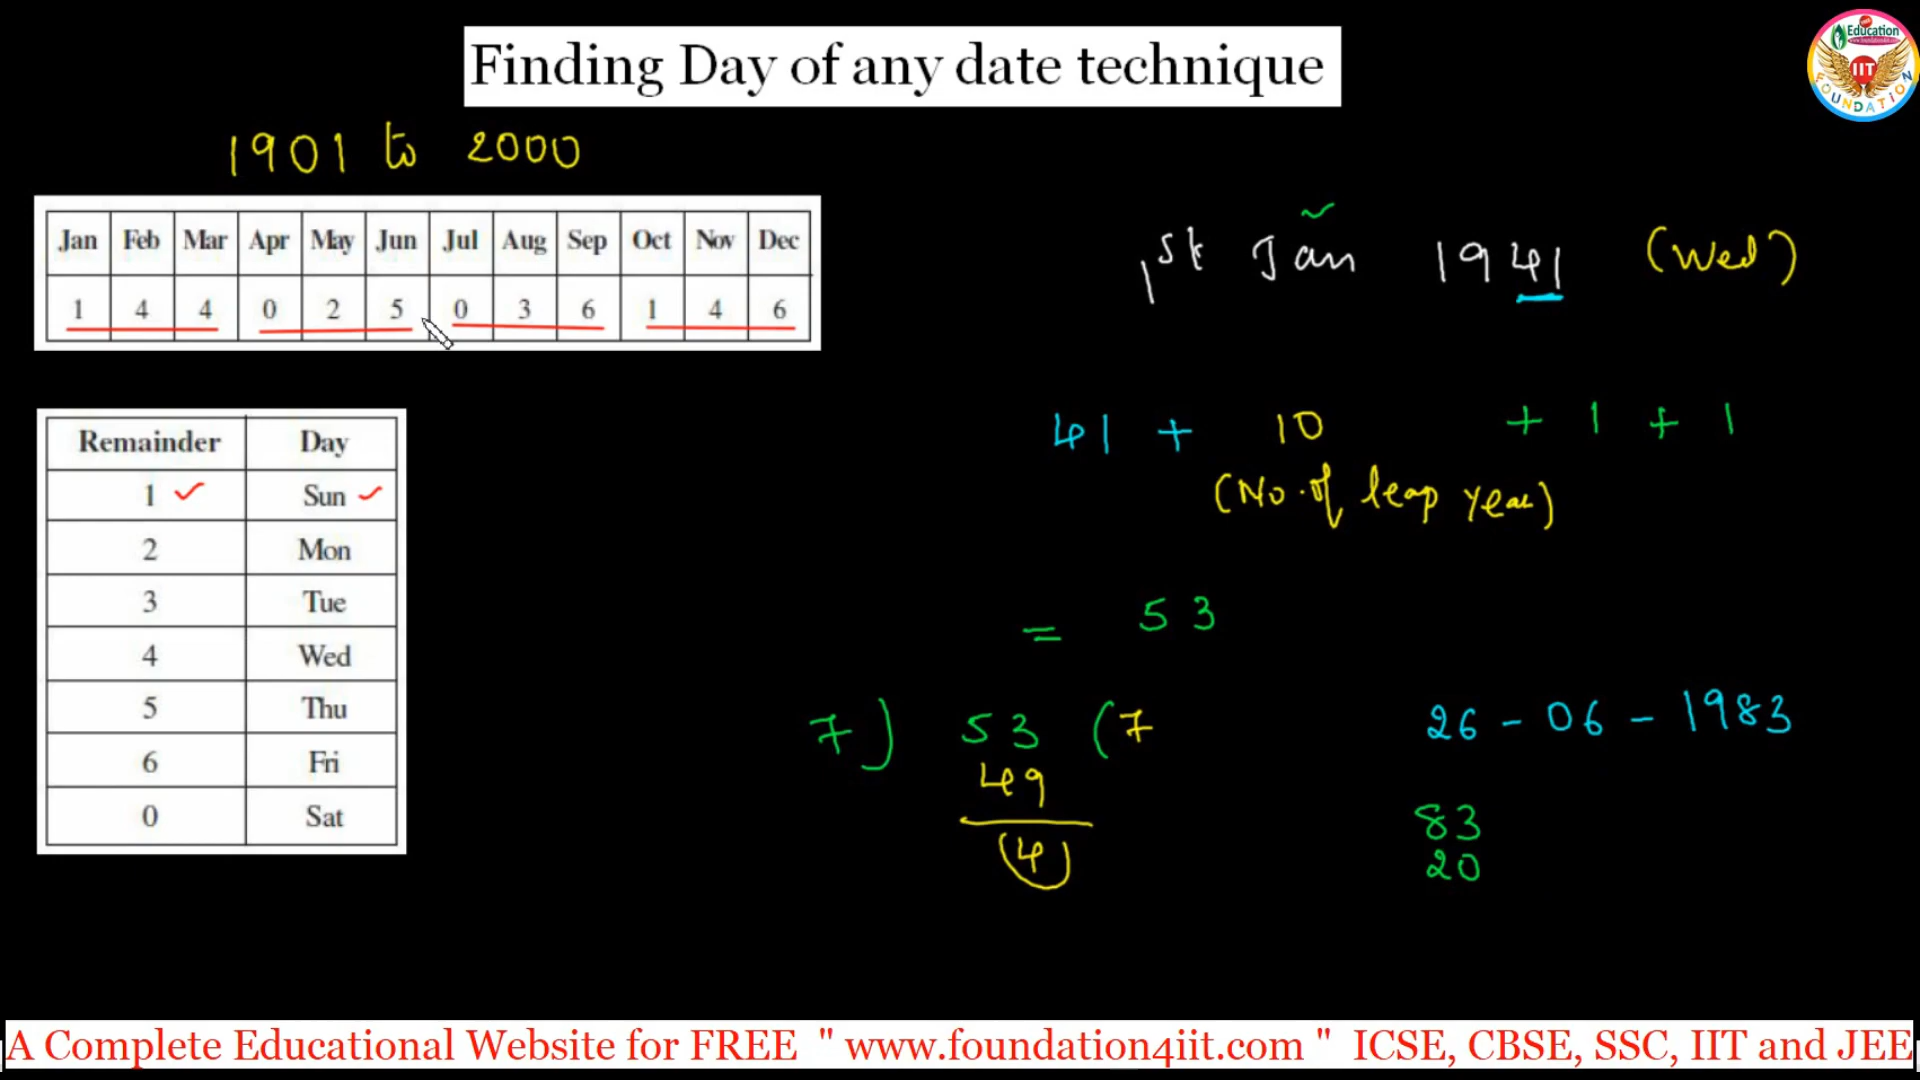 Finding Day of any date technique
Education
IIT
FOUNDATION
1901 to 2000
Jan Feb Mar Apr May Jun Jul Aug Sep Oct Nov Dec
1 4 4 0 2 5 0 3 6 1 4 6
1st Jan 1941 (Wed)
Remainder Day
1 Sun
2 Mon
3 Tue
4 Wed
5 Thu
6 Fri
0 Sat
41 + 10 + 1 + 1
(No. of leap year)
= 53
7) 53 (7
49
(4)
26 - 06 - 1983
83
20
A Complete Educational Website for FREE " www.foundation4iit.com " ICSE, CBSE, SSC, IIT and JEE